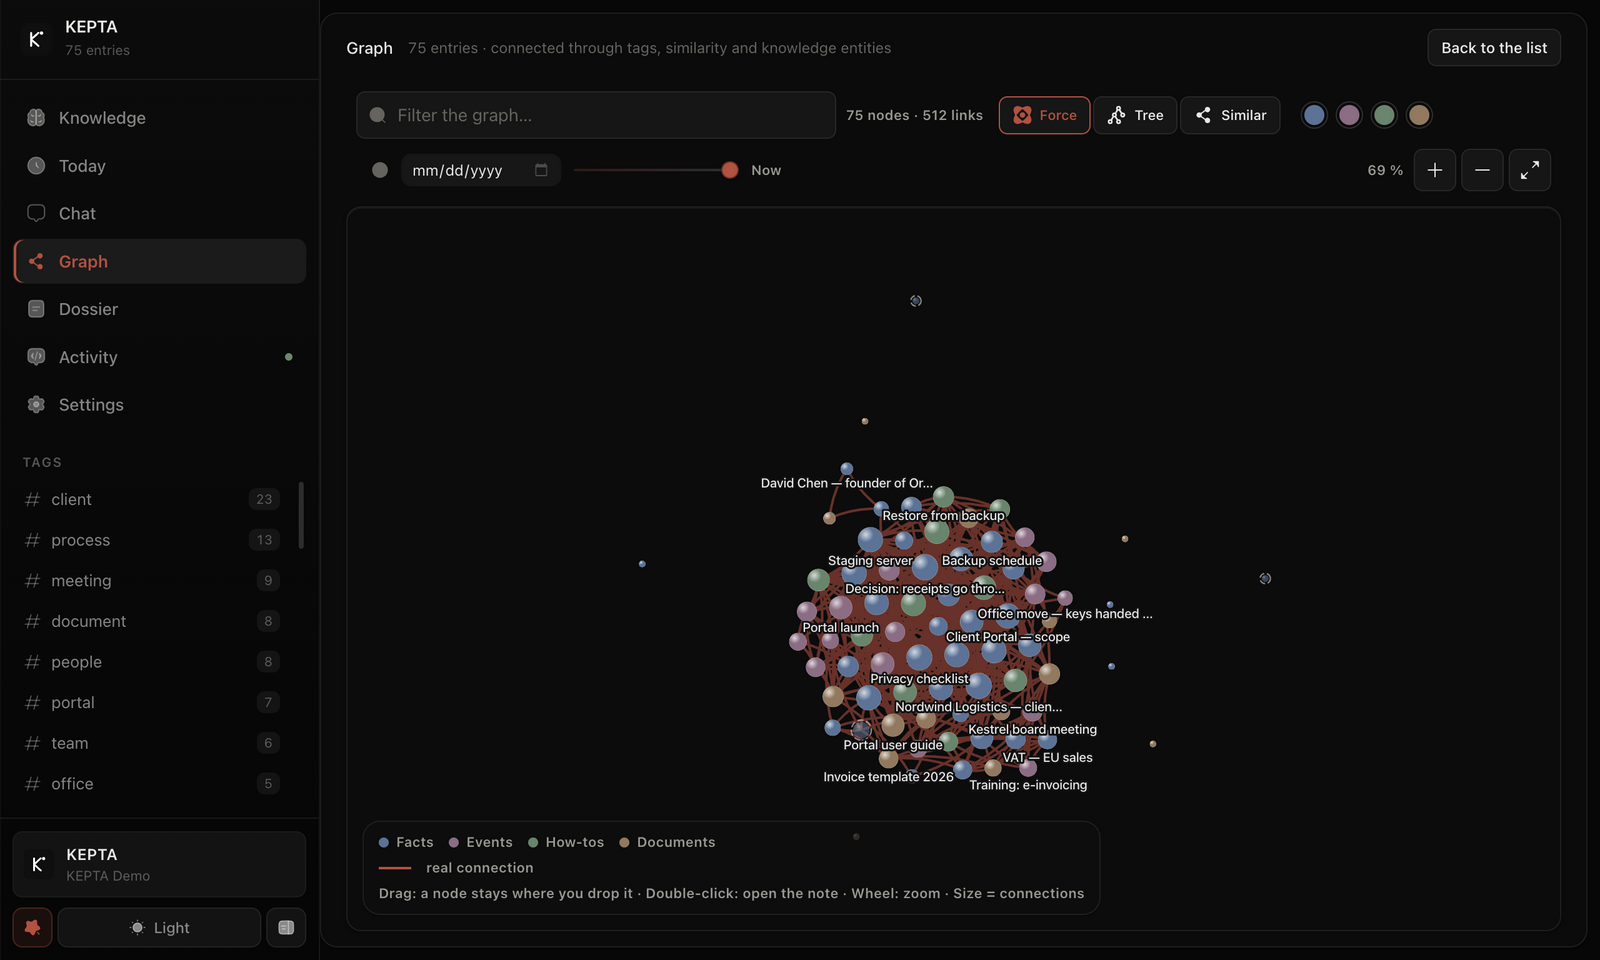 KEPTA
75 entries
Knowledge
Today
Chat
Graph
Dossier
Activity
Settings
TAGS
# client 23
# process 13
# meeting 9
# document 8
# people 8
# portal 7
# team 6
# office 5
KEPTA
KEPTA Demo
Light
Graph 75 entries · connected through tags, similarity and knowledge entities
Back to the list
Filter the graph...
75 nodes · 512 links
Force
Tree
Similar
mm/dd/yyyy
Now
69 %
David Chen — founder of Or...
Restore from backup
Staging server
Backup schedule
Decision: receipts go thro...
Office move — keys handed ...
Portal launch
Client Portal — scope
Privacy checklist
Nordwind Logistics — clien...
Kestrel board meeting
Portal user guide
VAT — EU sales
Invoice template 2026
Training: e-invoicing
Facts Events How-tos Documents
real connection
Drag: a node stays where you drop it · Double-click: open the note · Wheel: zoom · Size = connections